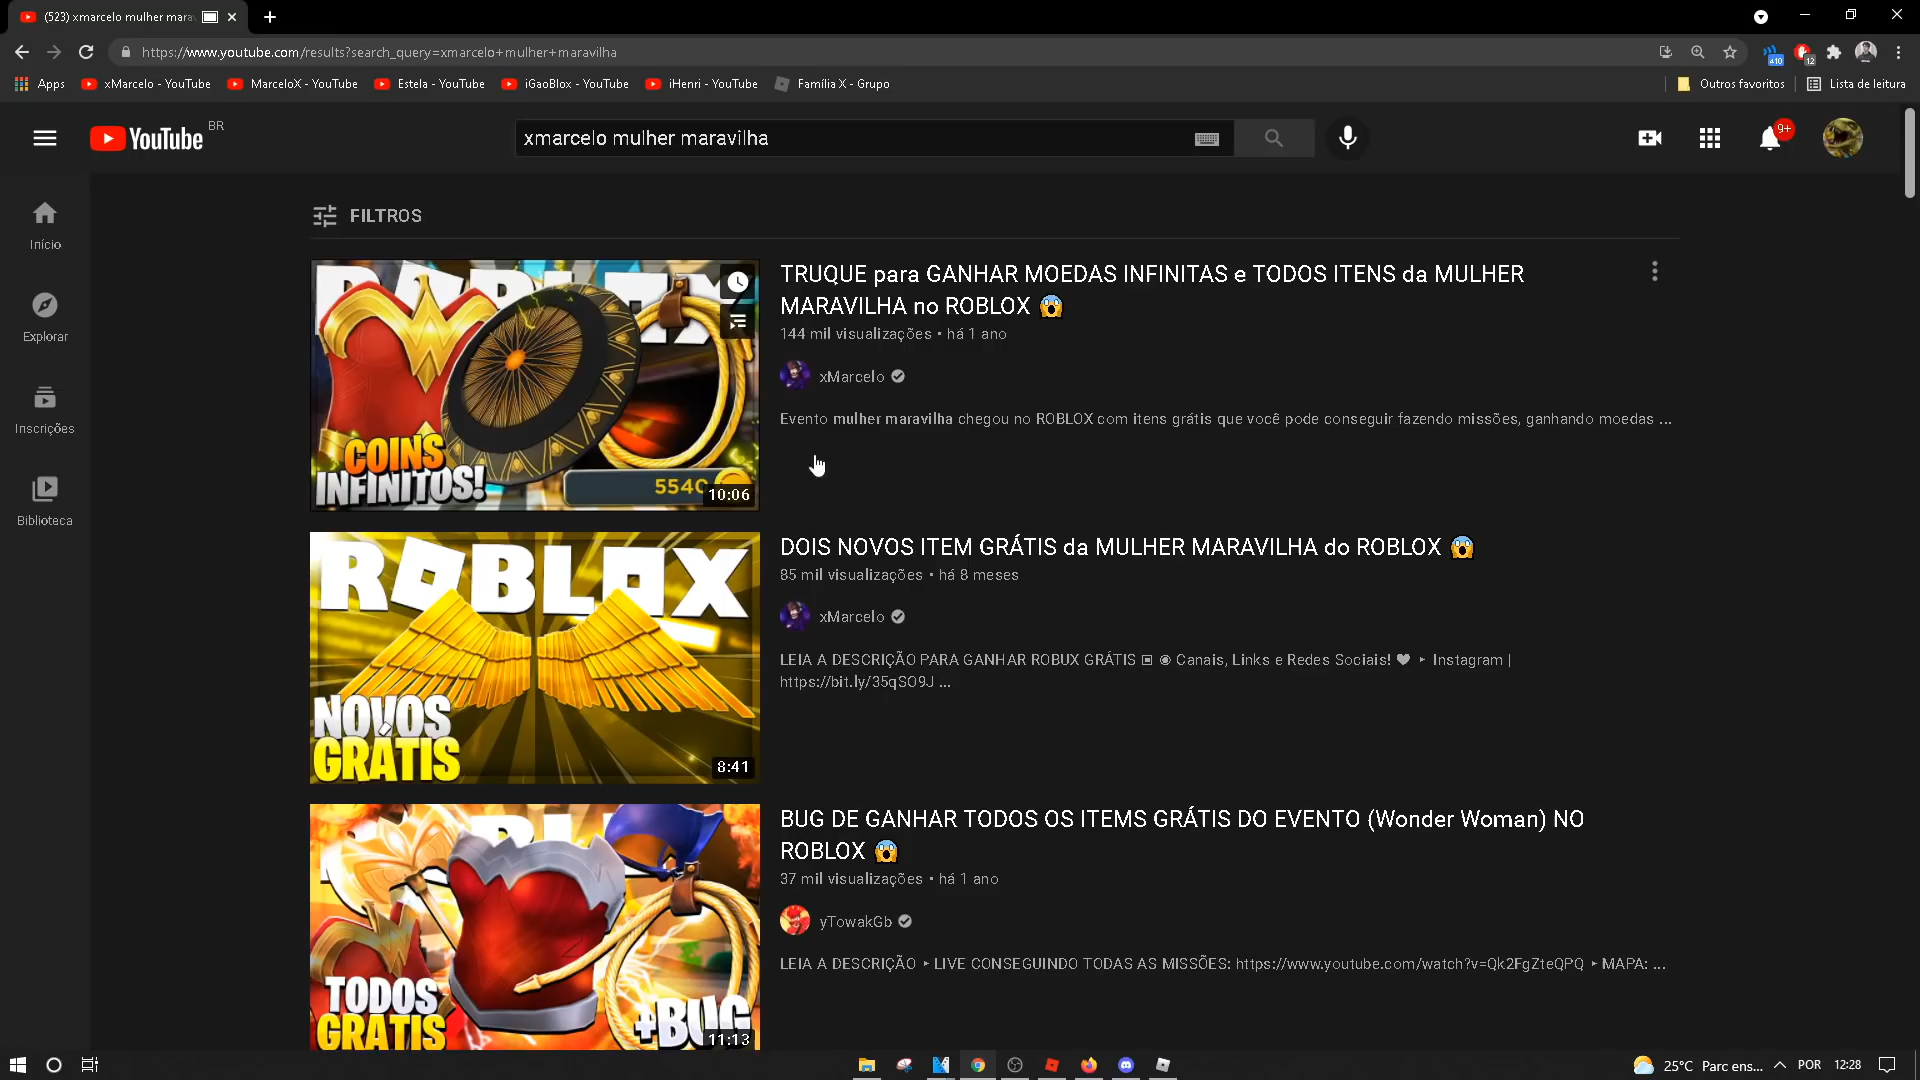 (523) xmarcelo mulher mara
https://www.youtube.com/results?search_query=xmarcelo+mulher+maravilha
410
12
Apps
xMarcelo - YouTube
MarceloX - YouTube
Estela - YouTube
iGaoBlox - YouTube
iHenri - YouTube
Família X - Grupo
Outros favoritos
Lista de leitura
YouTube BR
xmarcelo mulher maravilha
9+
Início
Explorar
Inscrições
Biblioteca
FILTROS
COINS
INFINITOS!
5540
10:06
TRUQUE para GANHAR MOEDAS INFINITAS e TODOS ITENS da MULHER
MARAVILHA no ROBLOX 😱
144 mil visualizações • há 1 ano
xMarcelo
Evento mulher maravilha chegou no ROBLOX com itens grátis que você pode conseguir fazendo missões, ganhando moedas ...
ROBLOX
NOVOS
GRÁTIS
8:41
DOIS NOVOS ITEM GRÁTIS da MULHER MARAVILHA do ROBLOX 😱
85 mil visualizações • há 8 meses
xMarcelo
LEIA A DESCRIÇÃO PARA GANHAR ROBUX GRÁTIS ▣ ◉ Canais, Links e Redes Sociais! ♥ ▸ Instagram |
https://bit.ly/35qSO9J ...
TODOS
GRÁTIS
+BUG
11:13
BUG DE GANHAR TODOS OS ITEMS GRÁTIS DO EVENTO (Wonder Woman) NO
ROBLOX 😱
37 mil visualizações • há 1 ano
yTowakGb
LEIA A DESCRIÇÃO ▸ LIVE CONSEGUINDO TODAS AS MISSÕES: https://www.youtube.com/watch?v=Qk2FgZteQPQ ▸ MAPA: ...
25°C Parc ens...
POR
12:28